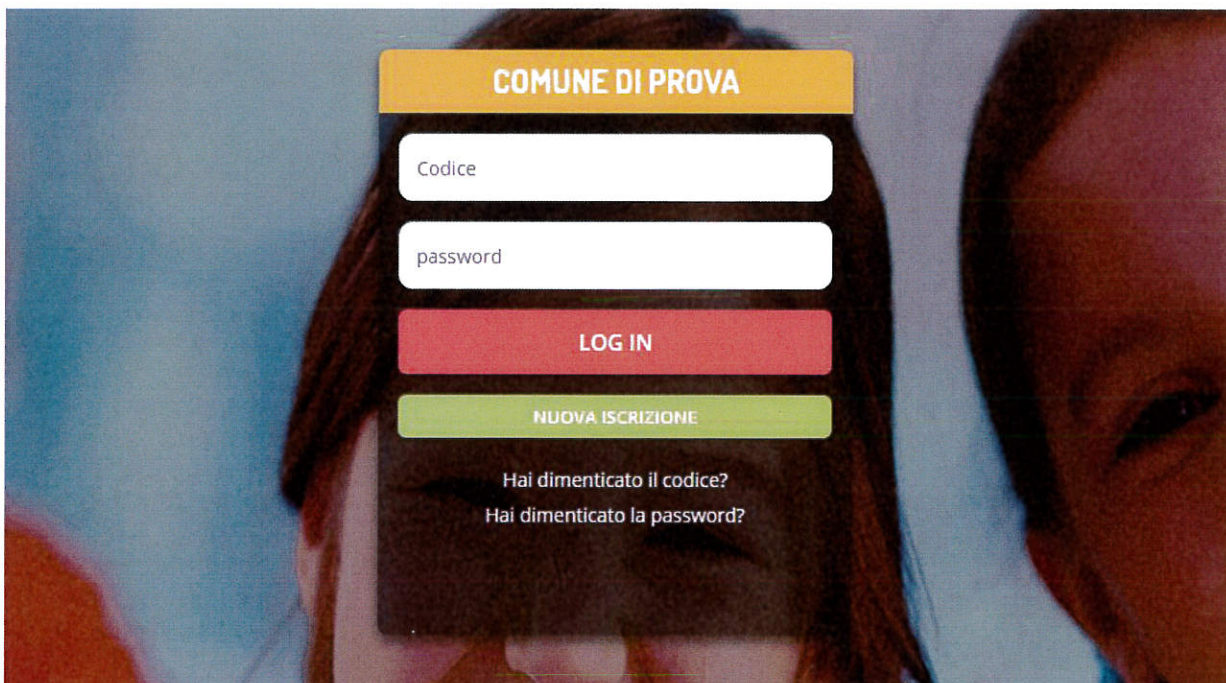 COMUNE DI PROVA
Codice
password
LOG IN
NUOVA ISCRIZIONE
Hai dimenticato il codice?
Hai dimenticato la password?